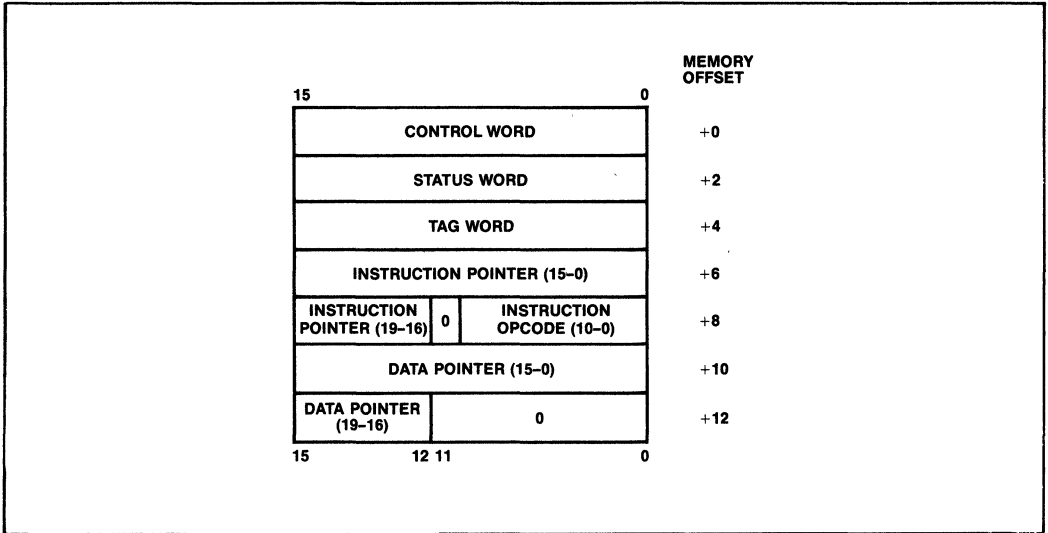 MEMORY
OFFSET
15 0
CONTROL WORD +0
STATUS WORD +2
TAG WORD +4
INSTRUCTION POINTER (15–0) +6
INSTRUCTION
POINTER (19–16) 0 INSTRUCTION
OPCODE (10–0) +8
DATA POINTER (15–0) +10
DATA POINTER
(19–16) 0 +12
15 12 11 0